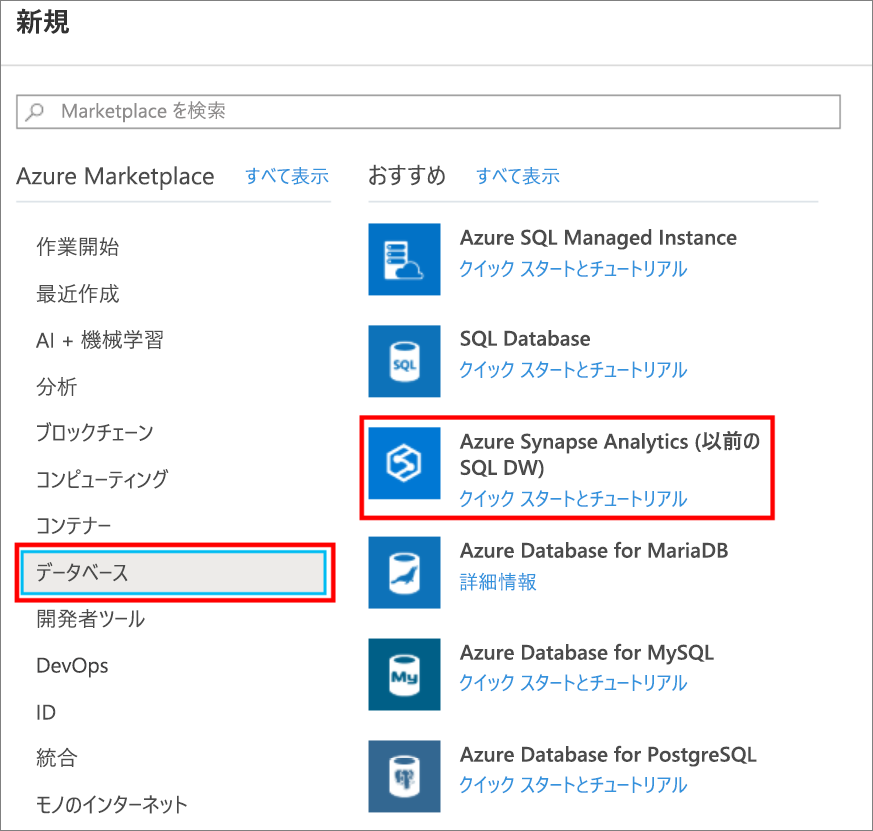 新規
Marketplace を検索
Azure Marketplace すべて表示
作業開始
最近作成
AI + 機械学習
分析
ブロックチェーン
コンピューティング
コンテナー
データベース
開発者ツール
DevOps
ID
統合
モノのインターネット
おすすめ すべて表示
Azure SQL Managed Instance
クイック スタートとチュートリアル
SQL
SQL Database
クイック スタートとチュートリアル
Azure Synapse Analytics (以前の
SQL DW)
クイック スタートとチュートリアル
Azure Database for MariaDB
詳細情報
My
Azure Database for MySQL
クイック スタートとチュートリアル
Azure Database for PostgreSQL
クイック スタートとチュートリアル